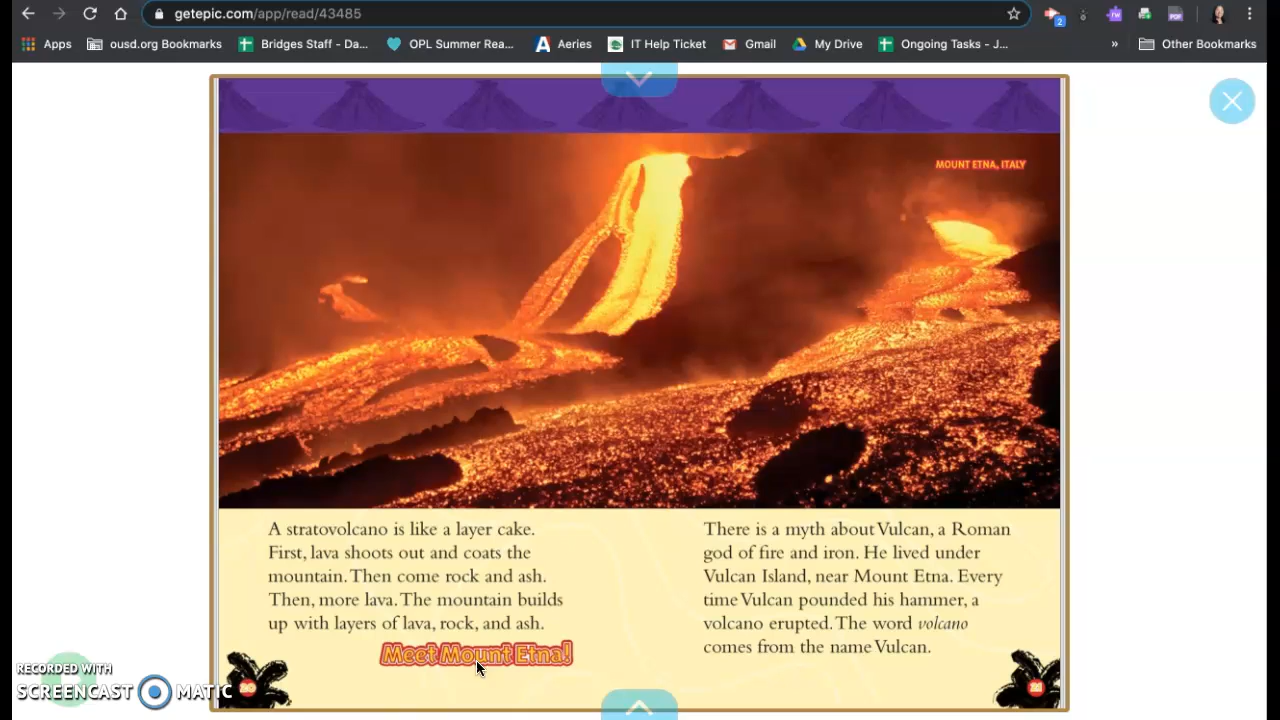 getepic.com/app/read/43485
2
Apps ousd.org Bookmarks Bridges Staff - Da... OPL Summer Rea... Aeries IT Help Ticket Gmail My Drive Ongoing Tasks - J... » Other Bookmarks
MOUNT ETNA, ITALY
A stratovolcano is like a layer cake.
First, lava shoots out and coats the
mountain. Then come rock and ash.
Then, more lava. The mountain builds
up with layers of lava, rock, and ash.
Meet Mount Etna!
20
There is a myth about Vulcan, a Roman
god of fire and iron. He lived under
Vulcan Island, near Mount Etna. Every
time Vulcan pounded his hammer, a
volcano erupted. The word volcano
comes from the name Vulcan.
21
RECORDED WITH
SCREENCAST MATIC